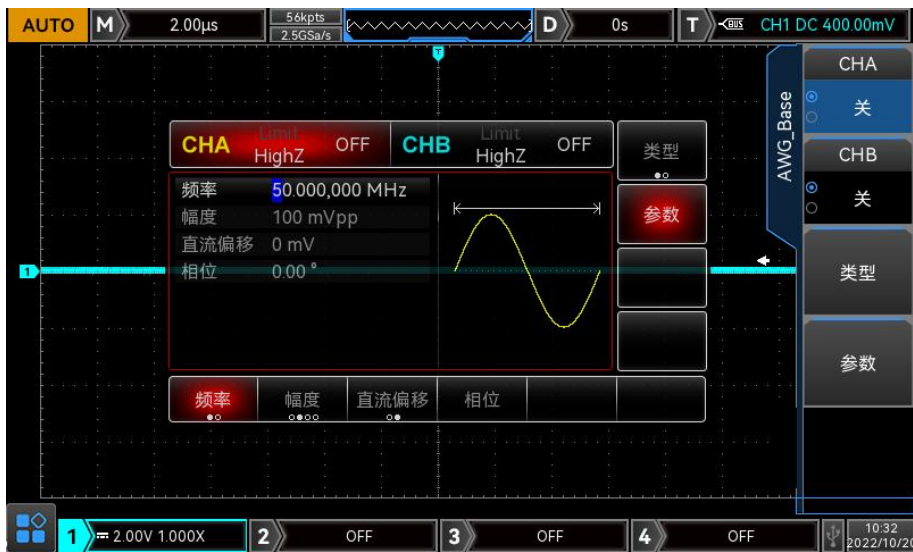 AUTO M 2.00μs 56kpts 2.5GSa/s D 0s T BUS CH1 DC 400.00mV
T
CHA
关
CHB
关
类型
参数
AWG_Base
CHA Limit HighZ OFF CHB Limit HighZ OFF
类型
参数
频率 50.000,000 MHz
幅度 100 mVpp
直流偏移 0 mV
相位 0.00 °
频率 幅度 直流偏移 相位
1
1 2.00V 1.000X 2 OFF 3 OFF 4 OFF
10:32
2022/10/20